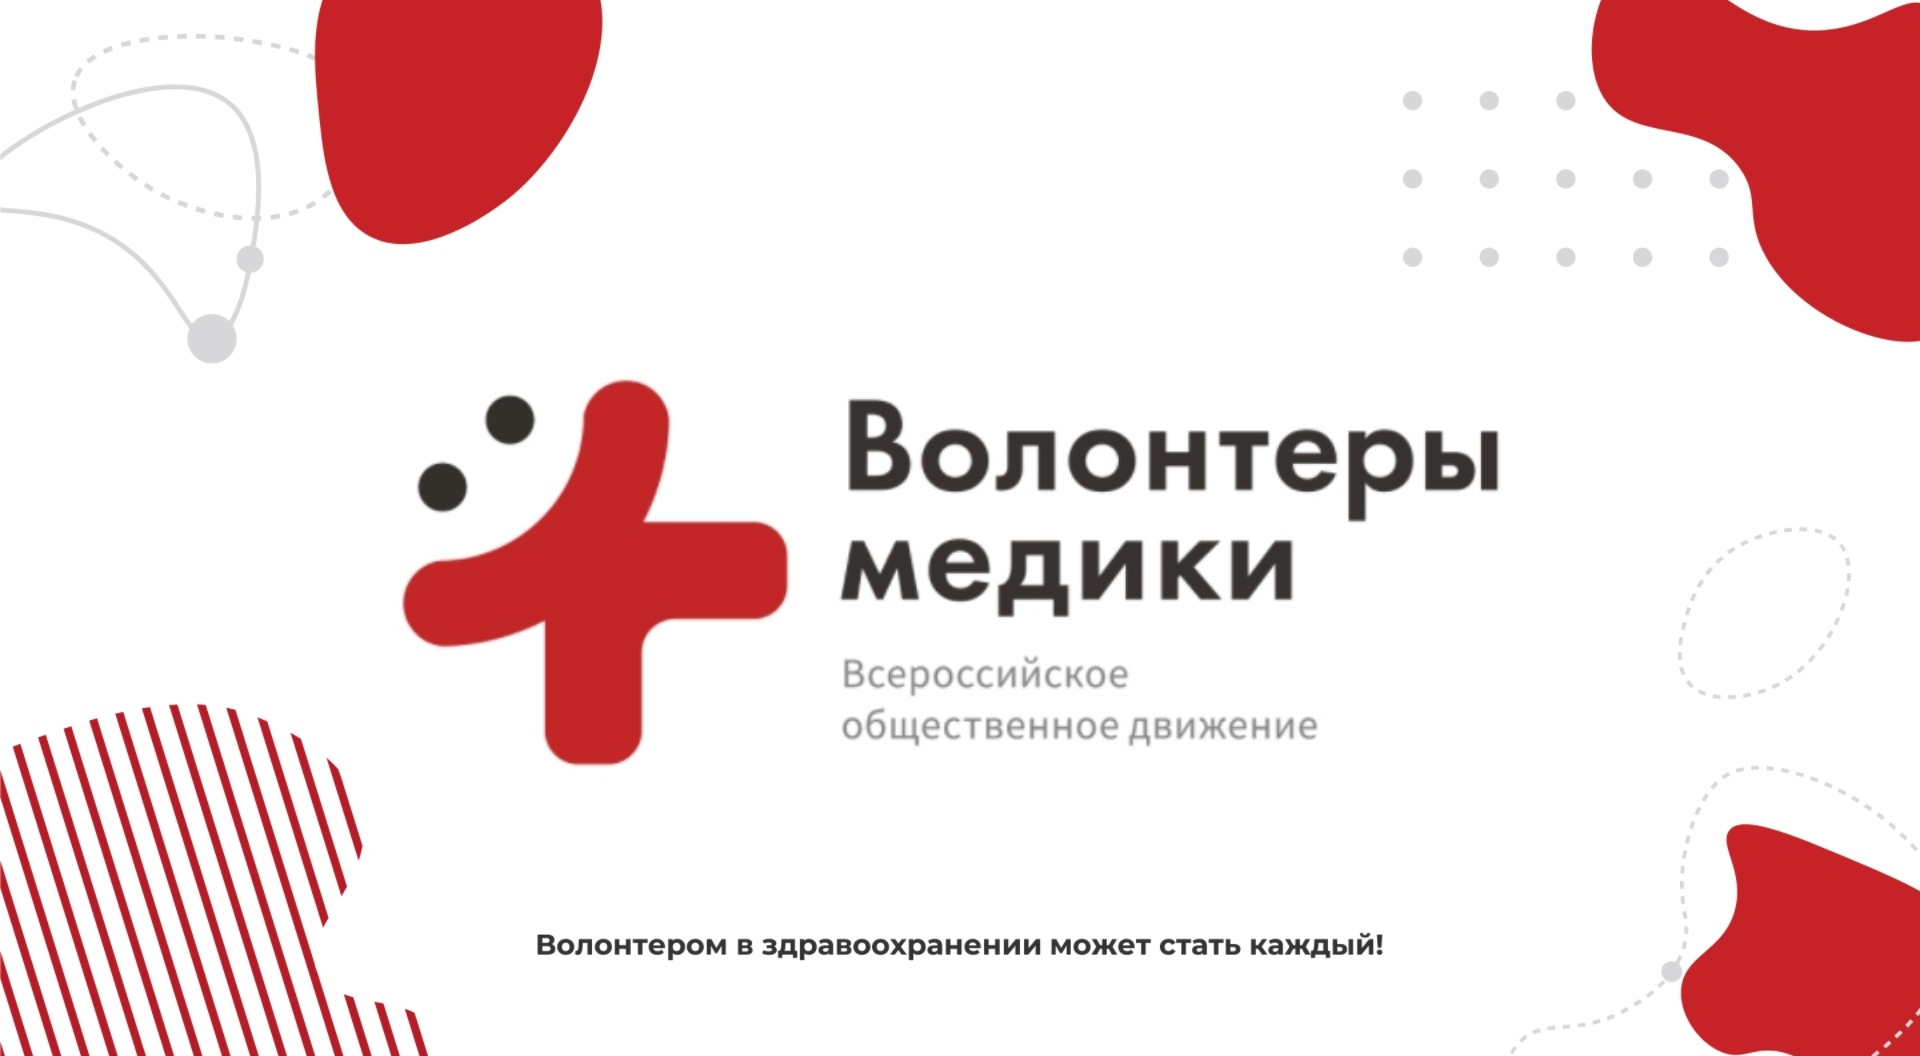 Волонтеры
медики
Всероссийское
общественное движение
Волонтером в здравоохранении может стать каждый!